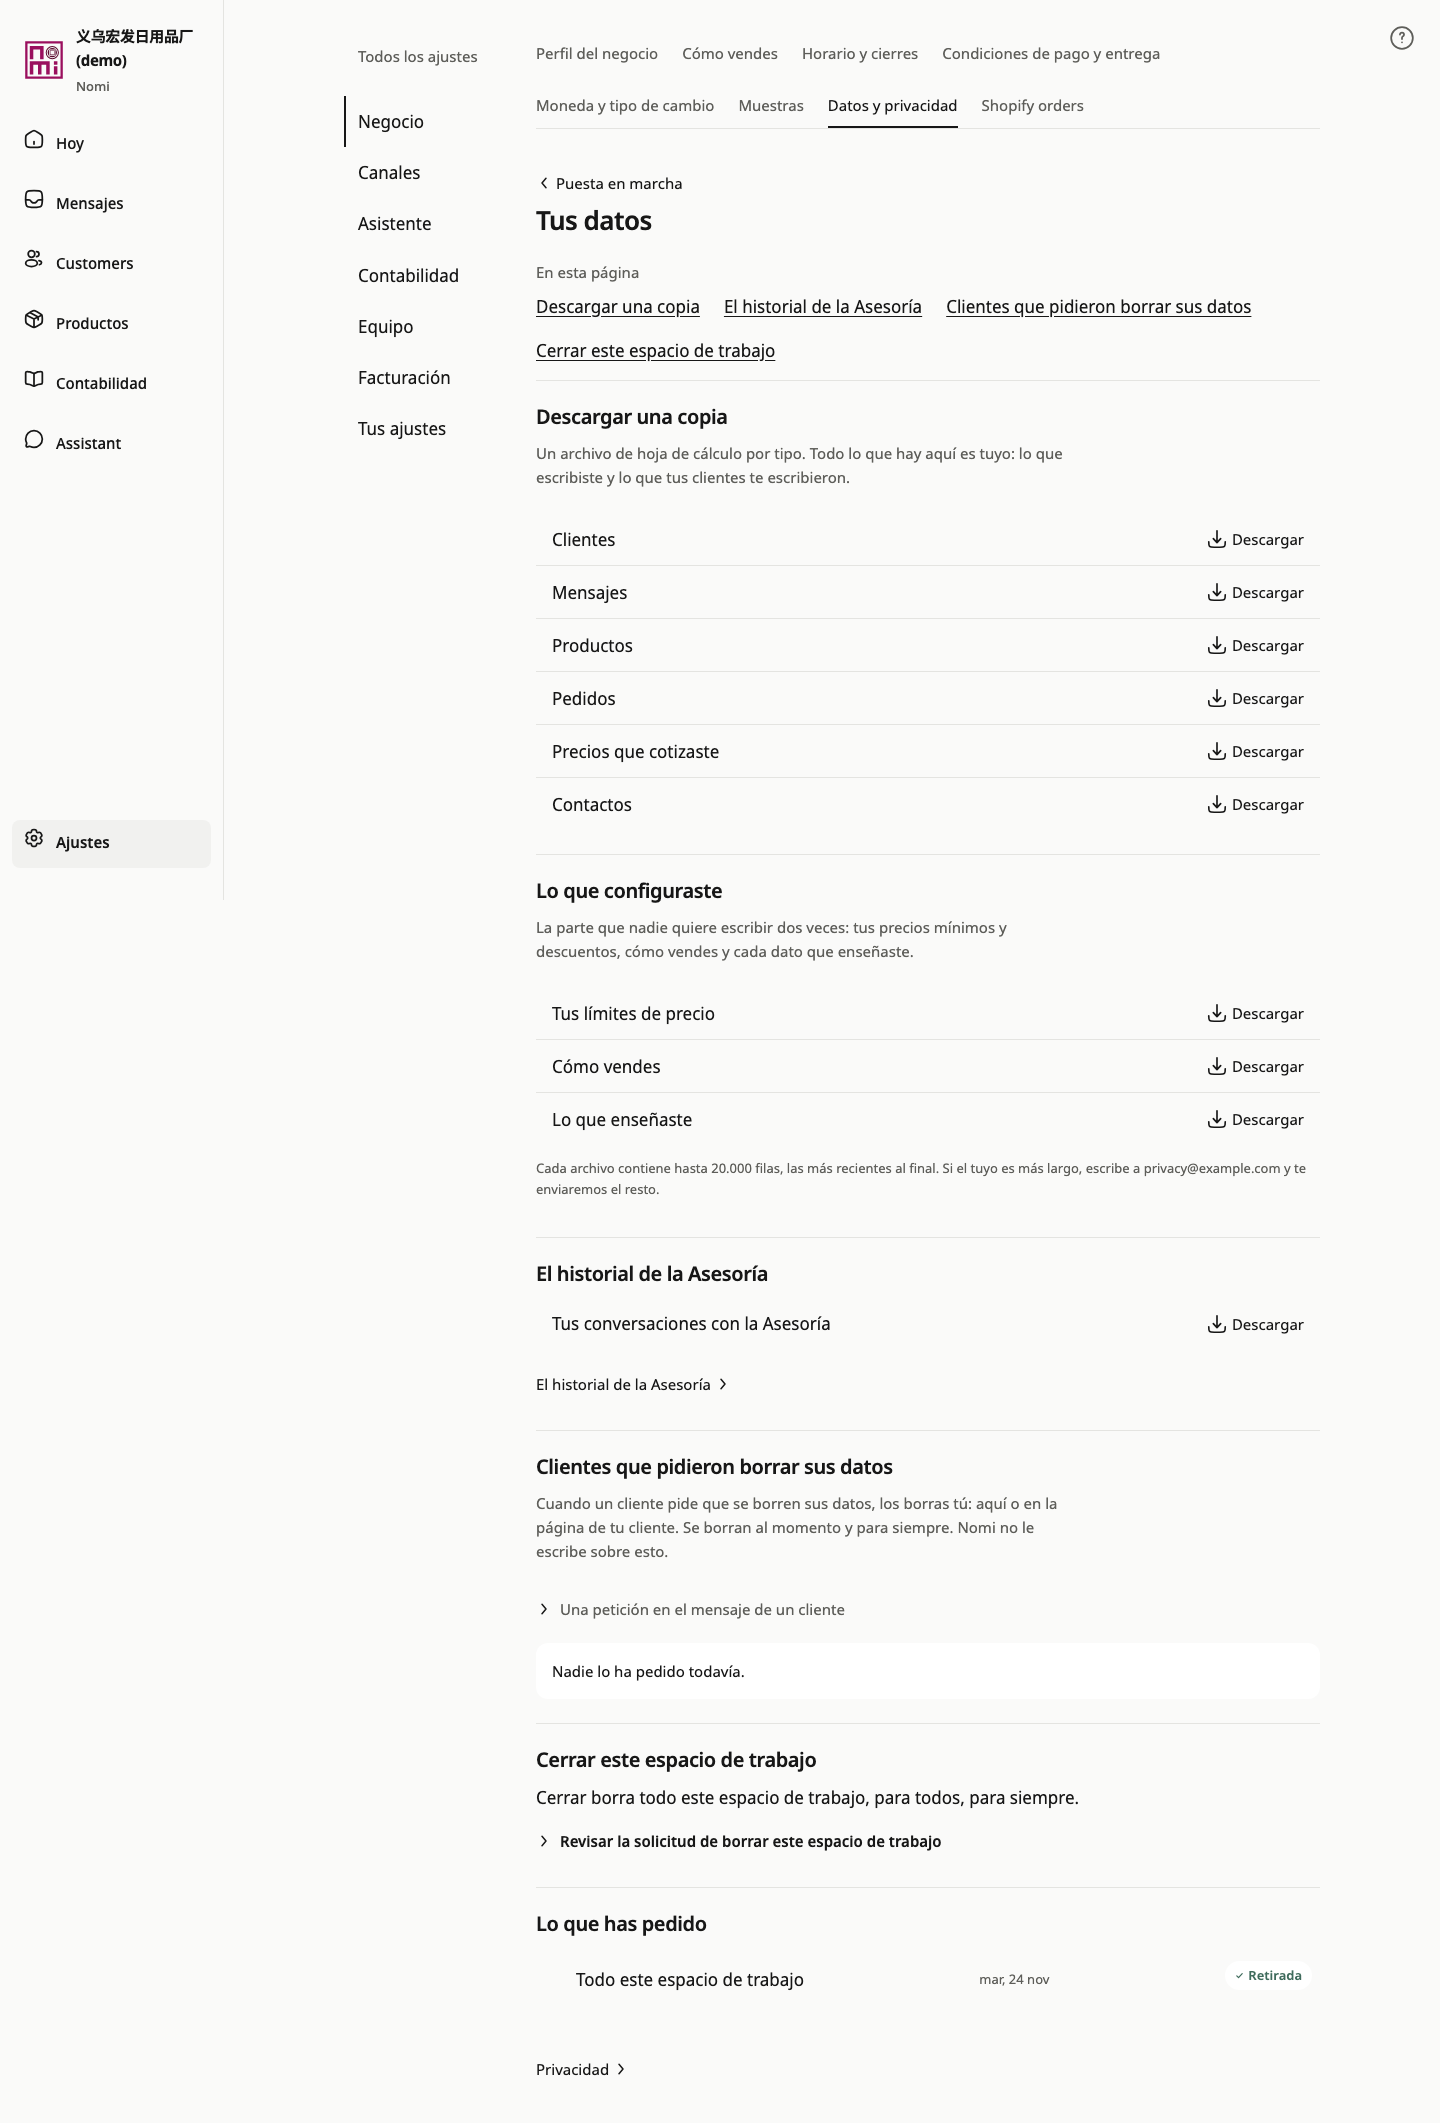 义乌宏发日用品厂
(demo)
Nomi
Hoy
Mensajes
Customers
Productos
Contabilidad
Assistant
Ajustes
Todos los ajustes
Negocio
Canales
Asistente
Contabilidad
Equipo
Facturación
Tus ajustes
Perfil del negocio Cómo vendes Horario y cierres Condiciones de pago y entrega
Moneda y tipo de cambio Muestras Datos y privacidad Shopify orders
Puesta en marcha
Tus datos
En esta página
Descargar una copia El historial de la Asesoría Clientes que pidieron borrar sus datos
Cerrar este espacio de trabajo
Descargar una copia
Un archivo de hoja de cálculo por tipo. Todo lo que hay aquí es tuyo: lo que
escribiste y lo que tus clientes te escribieron.
Clientes Descargar
Mensajes Descargar
Productos Descargar
Pedidos Descargar
Precios que cotizaste Descargar
Contactos Descargar
Lo que configuraste
La parte que nadie quiere escribir dos veces: tus precios mínimos y
descuentos, cómo vendes y cada dato que enseñaste.
Tus límites de precio Descargar
Cómo vendes Descargar
Lo que enseñaste Descargar
Cada archivo contiene hasta 20.000 filas, las más recientes al final. Si el tuyo es más largo, escribe a privacy@example.com y te
enviaremos el resto.
El historial de la Asesoría
Tus conversaciones con la Asesoría Descargar
El historial de la Asesoría
Clientes que pidieron borrar sus datos
Cuando un cliente pide que se borren sus datos, los borras tú: aquí o en la
página de tu cliente. Se borran al momento y para siempre. Nomi no le
escribe sobre esto.
Una petición en el mensaje de un cliente
Nadie lo ha pedido todavía.
Cerrar este espacio de trabajo
Cerrar borra todo este espacio de trabajo, para todos, para siempre.
Revisar la solicitud de borrar este espacio de trabajo
Lo que has pedido
Todo este espacio de trabajo mar, 24 nov Retirada
Privacidad